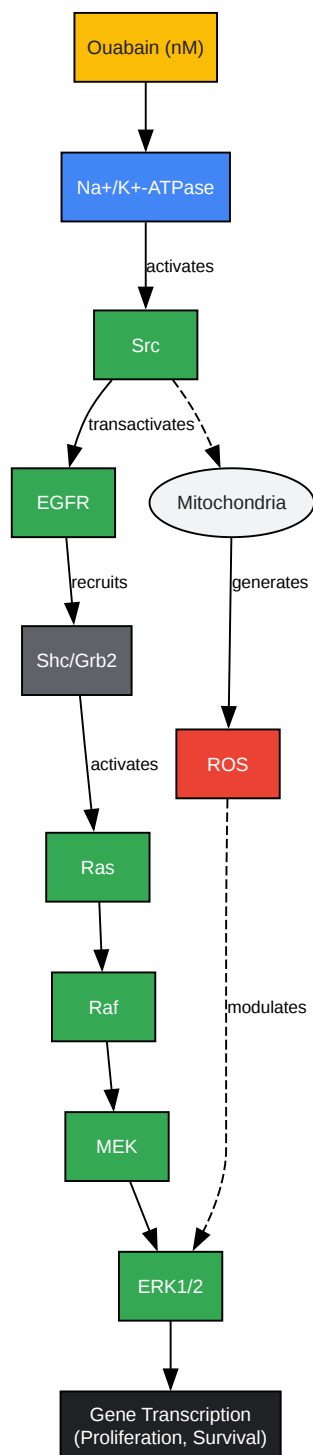 Ouabain (nM)
Na+/K+-ATPase
activates
Src
transactivates
EGFR
Mitochondria
recruits
generates
Shc/Grb2
activates
ROS
Ras
Raf
modulates
MEK
ERK1/2
Gene Transcription
(Proliferation, Survival)